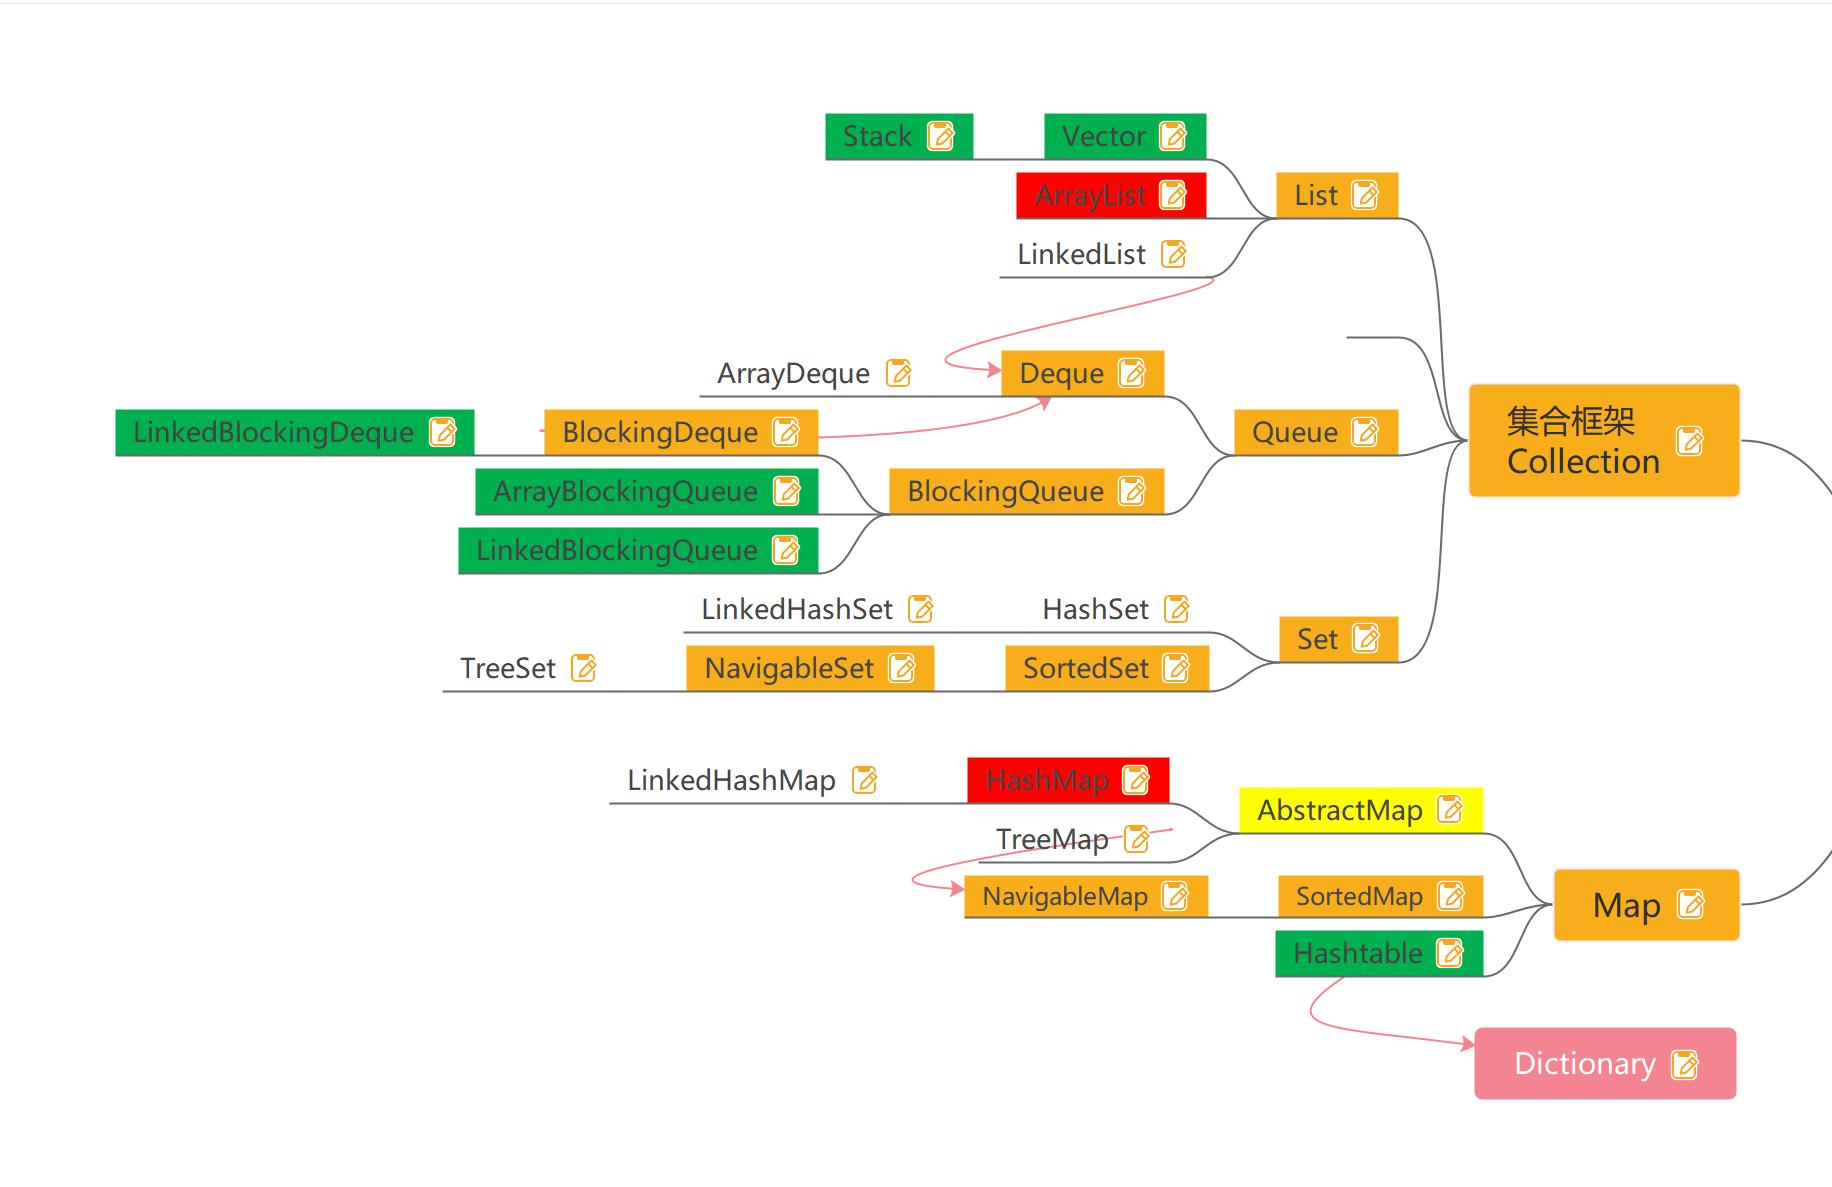 Stack
Vector
ArrayList
List
LinkedList
ArrayDeque
Deque
LinkedBlockingDeque
BlockingDeque
Queue
集合框架
Collection
ArrayBlockingQueue
BlockingQueue
LinkedBlockingQueue
LinkedHashSet
HashSet
Set
TreeSet
NavigableSet
SortedSet
LinkedHashMap
HashMap
AbstractMap
TreeMap
NavigableMap
SortedMap
Map
Hashtable
Dictionary